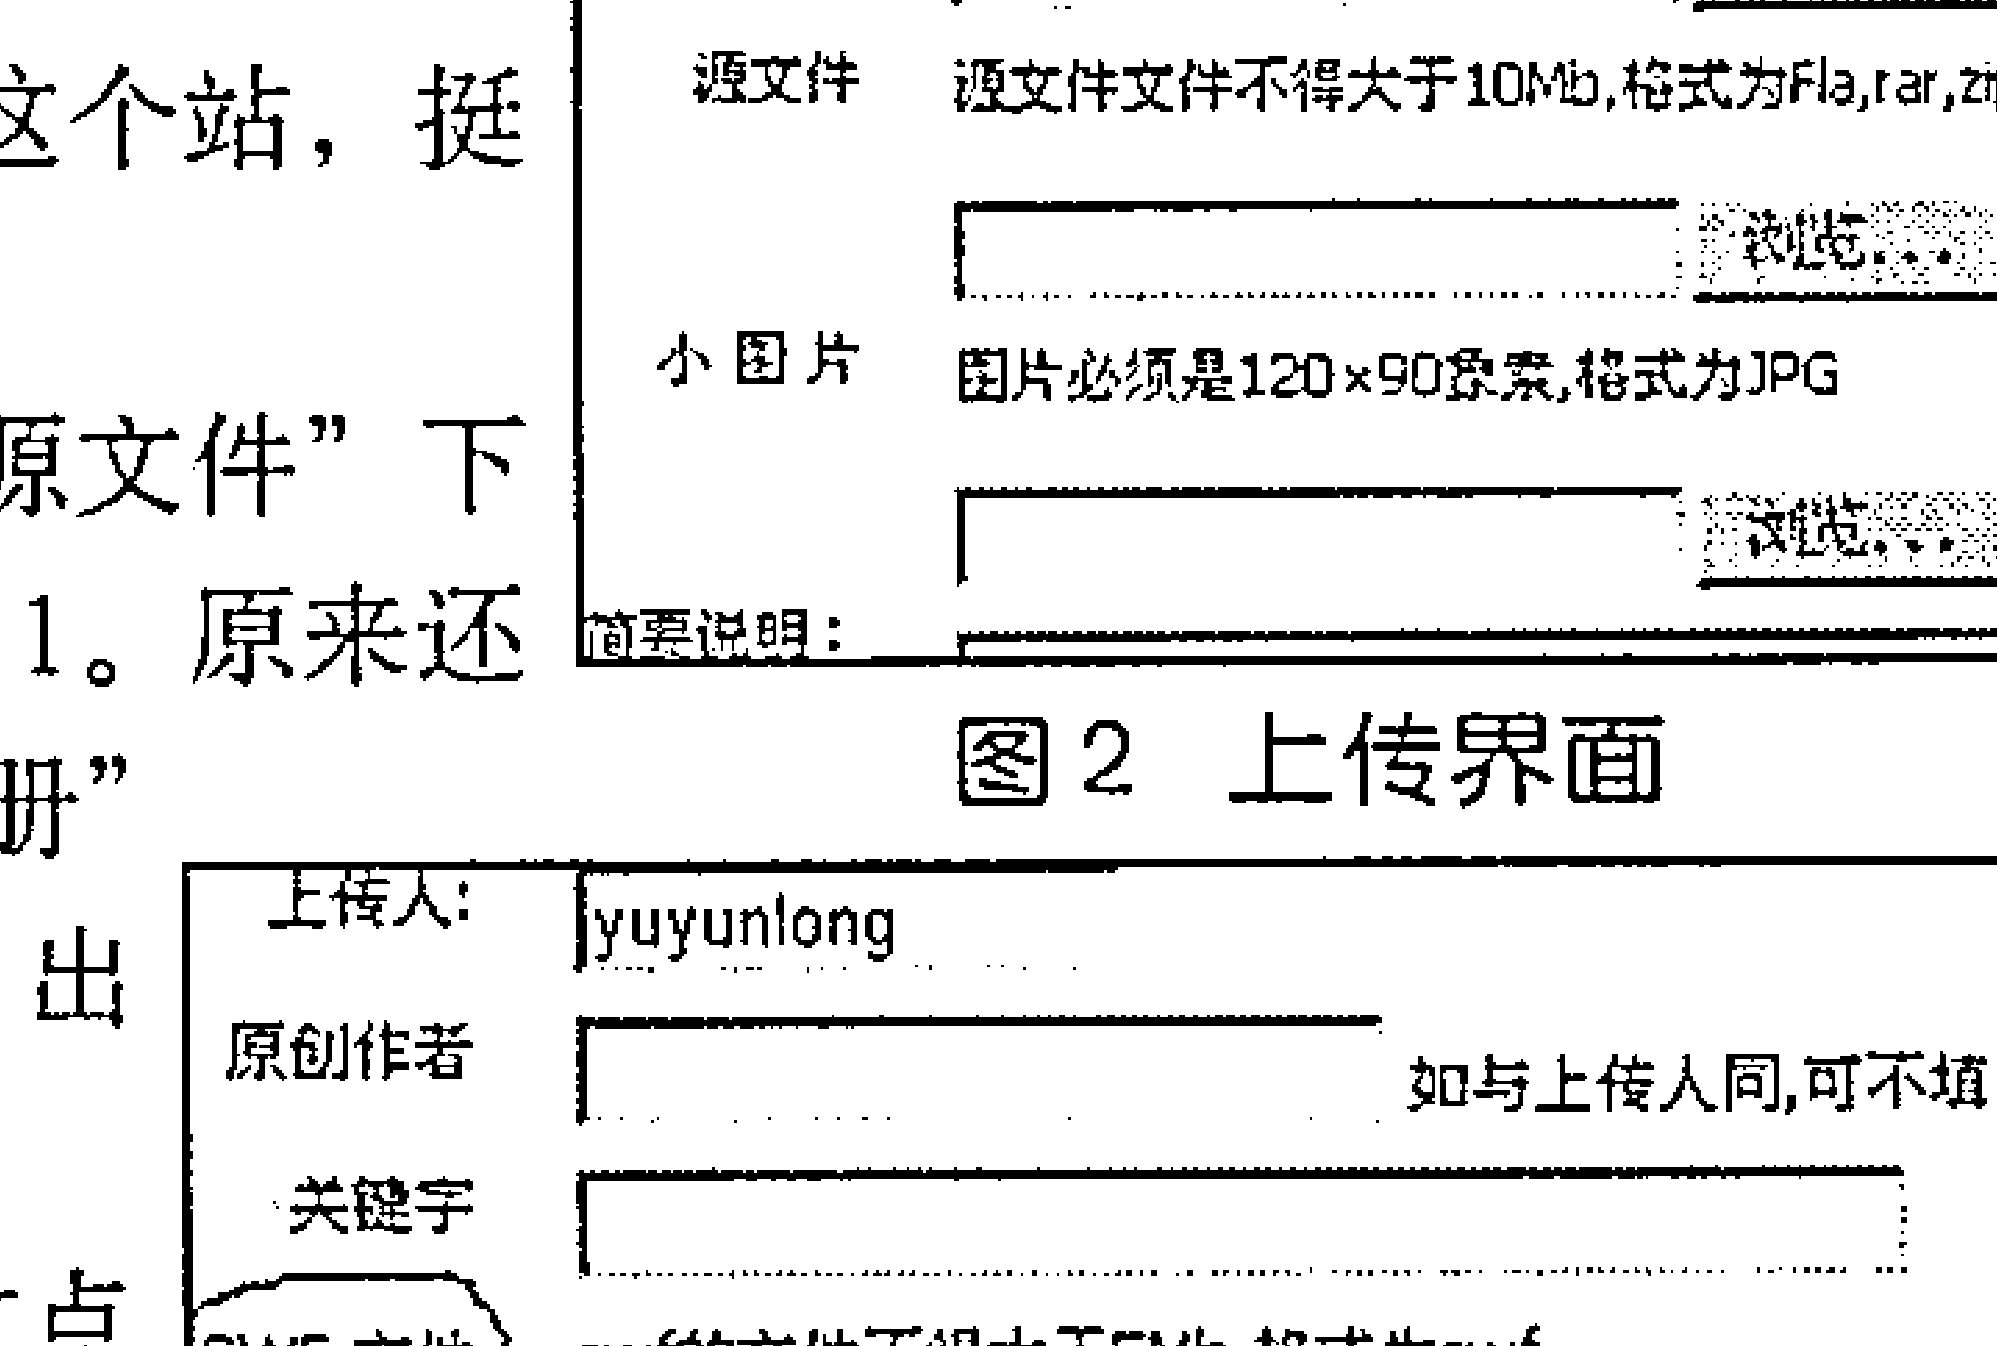 这个站，挺
原文件”下
1。原来还
册”
出
占
源文件 源文件文件不得大于10Mb,格式为Fla,rar,zip
浏览...
小图片 图片必须是120×90象素,格式为JPG
浏览...
简要说明：
图2 上传界面
上传人: yuyunlong
原创作者 如与上传人同,可不填
关键字